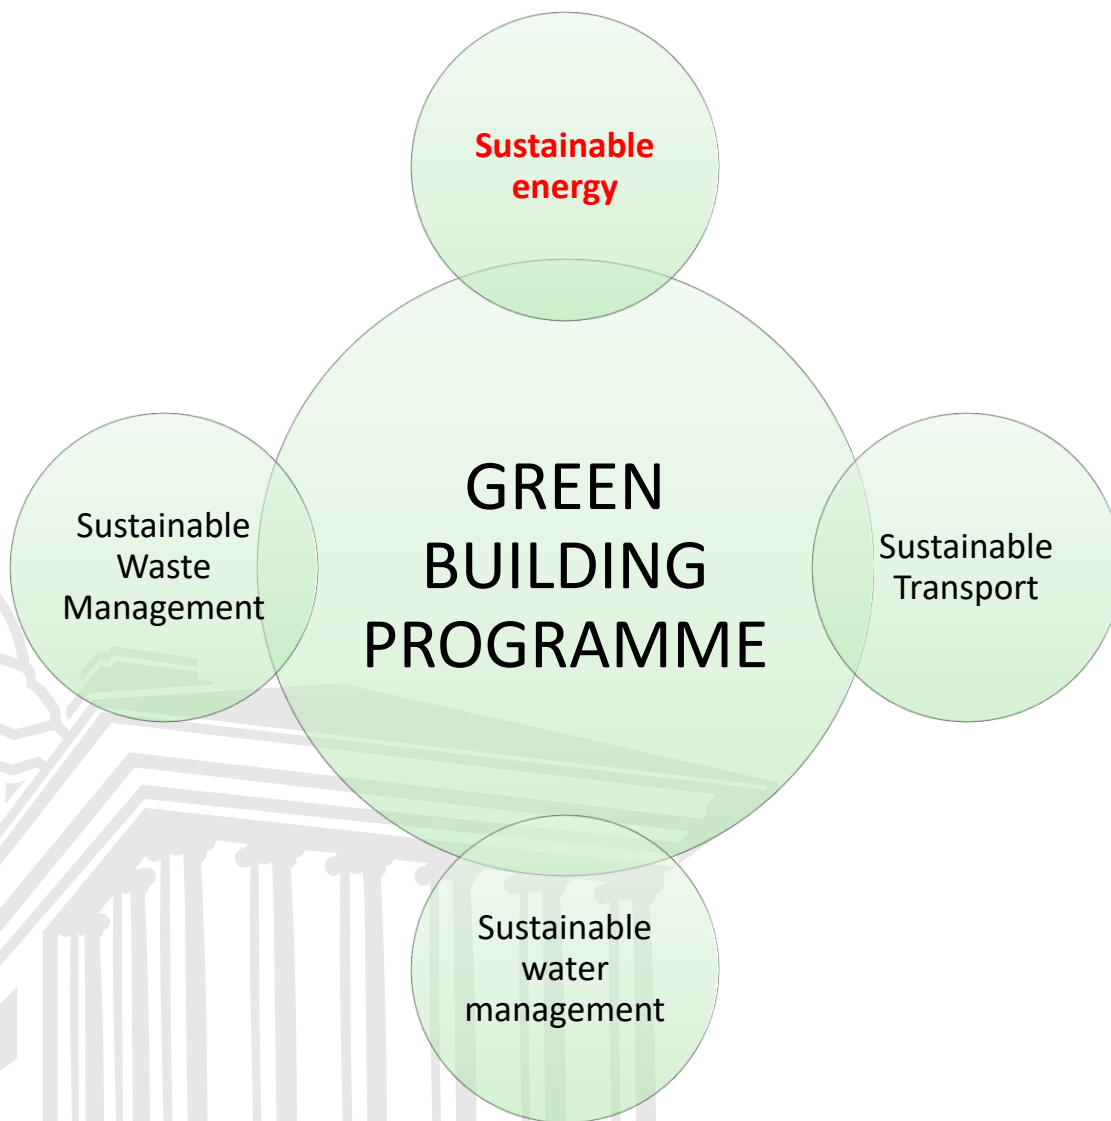 Sustainable
energy
GREEN
BUILDING
PROGRAMME
Sustainable
Waste
Management
Sustainable
Transport
Sustainable
water
management